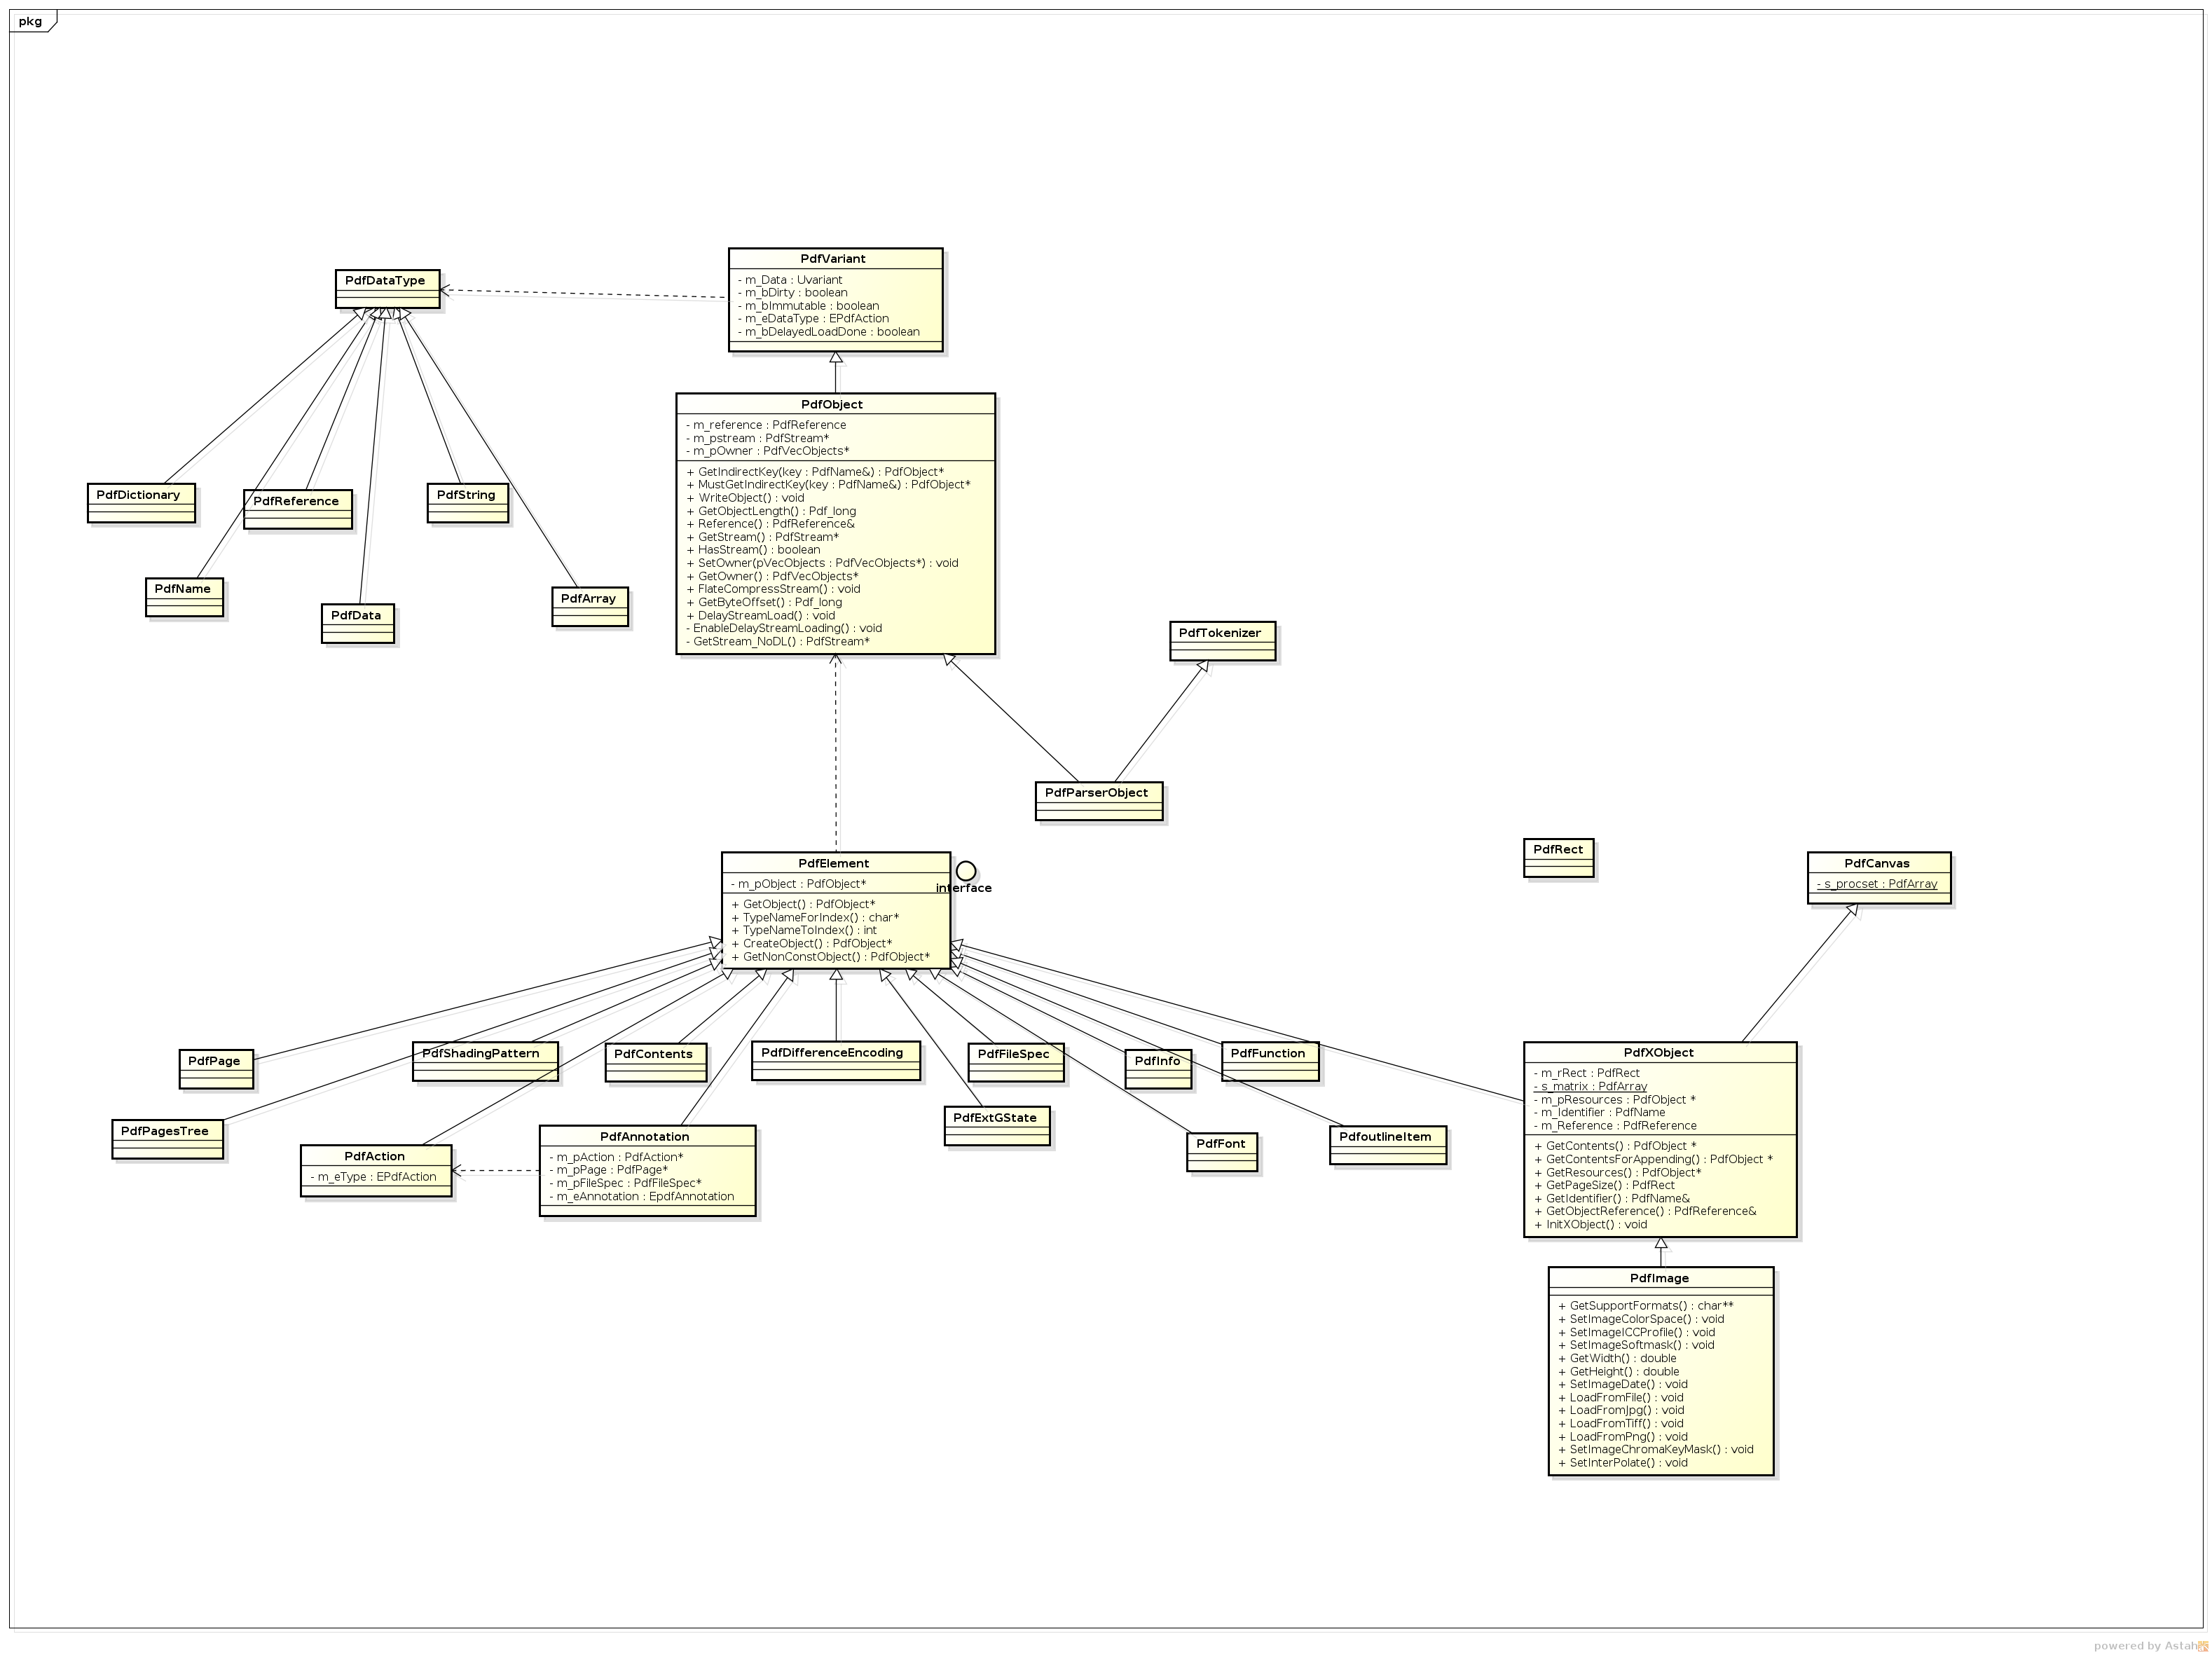 pkg
PdfVariant
- m_Data : Uvariant
- m_bDirty : boolean
- m_bImmutable : boolean
- m_eDataType : EPdfAction
- m_bDelayedLoadDone : boolean
PdfDataType
PdfObject
- m_reference : PdfReference
- m_pstream : PdfStream*
- m_pOwner : PdfVecObjects*
+ GetIndirectKey(key : PdfName&) : PdfObject*
+ MustGetIndirectKey(key : PdfName&) : PdfObject*
+ WriteObject() : void
+ GetObjectLength() : Pdf_long
+ Reference() : PdfReference&
+ GetStream() : PdfStream*
+ HasStream() : boolean
+ SetOwner(pVecObjects : PdfVecObjects*) : void
+ GetOwner() : PdfVecObjects*
+ FlateCompressStream() : void
+ GetByteOffset() : Pdf_long
+ DelayStreamLoad() : void
- EnableDelayStreamLoading() : void
- GetStream_NoDL() : PdfStream*
PdfDictionary
PdfReference
PdfString
PdfName
PdfData
PdfArray
PdfTokenizer
PdfParserObject
PdfElement
- m_pObject : PdfObject*
+ GetObject() : PdfObject*
+ TypeNameForIndex() : char*
+ TypeNameToIndex() : int
+ CreateObject() : PdfObject*
+ GetNonConstObject() : PdfObject*
interface
PdfRect
PdfCanvas
- s_procset : PdfArray
PdfPage
PdfShadingPattern
PdfContents
PdfDifferenceEncoding
PdfFileSpec
PdfInfo
PdfFunction
PdfXObject
- m_rRect : PdfRect
- s_matrix : PdfArray
- m_pResources : PdfObject *
- m_Identifier : PdfName
- m_Reference : PdfReference
+ GetContents() : PdfObject *
+ GetContentsForAppending() : PdfObject *
+ GetResources() : PdfObject*
+ GetPageSize() : PdfRect
+ GetIdentifier() : PdfName&
+ GetObjectReference() : PdfReference&
+ InitXObject() : void
PdfPagesTree
PdfAction
- m_eType : EPdfAction
PdfAnnotation
- m_pAction : PdfAction*
- m_pPage : PdfPage*
- m_pFileSpec : PdfFileSpec*
- m_eAnnotation : EpdfAnnotation
PdfExtGState
PdfFont
PdfoutlineItem
PdfImage
+ GetSupportFormats() : char**
+ SetImageColorSpace() : void
+ SetImageICCProfile() : void
+ SetImageSoftmask() : void
+ GetWidth() : double
+ GetHeight() : double
+ SetImageDate() : void
+ LoadFromFile() : void
+ LoadFromJpg() : void
+ LoadFromTiff() : void
+ LoadFromPng() : void
+ SetImageChromaKeyMask() : void
+ SetInterPolate() : void
powered by Astah